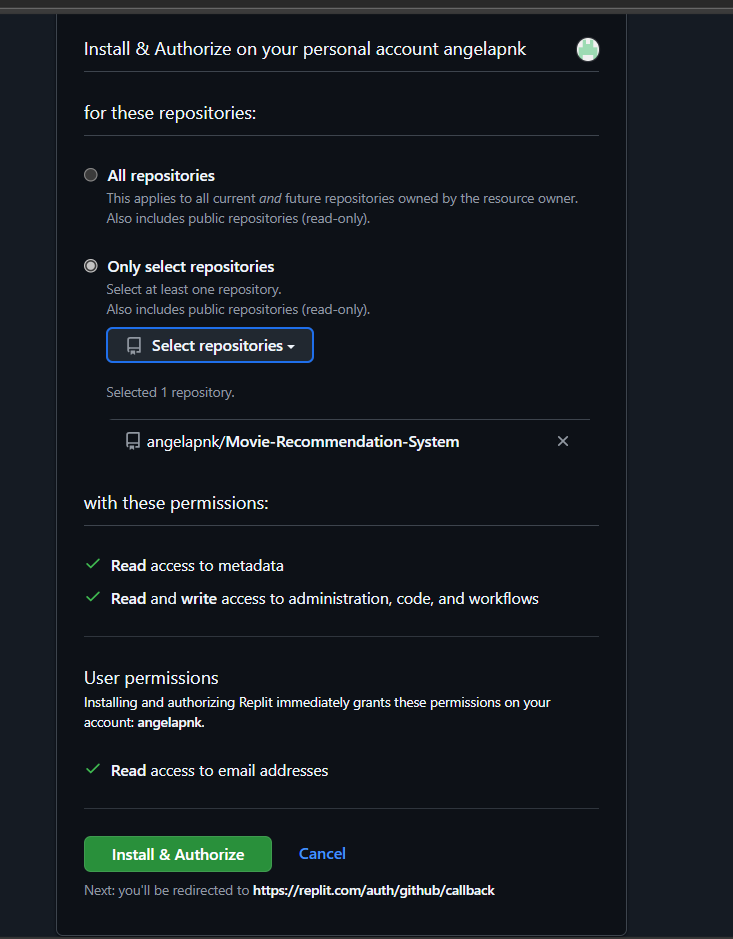 Install & Authorize on your personal account angelapnk
for these repositories:
All repositories
This applies to all current and future repositories owned by the resource owner.
Also includes public repositories (read-only).
Only select repositories
Select at least one repository.
Also includes public repositories (read-only).
Select repositories
Selected 1 repository.
angelapnk/Movie-Recommendation-System
with these permissions:
Read access to metadata
Read and write access to administration, code, and workflows
User permissions
Installing and authorizing Replit immediately grants these permissions on your
account: angelapnk.
Read access to email addresses
Install & Authorize Cancel
Next: you'll be redirected to https://replit.com/auth/github/callback